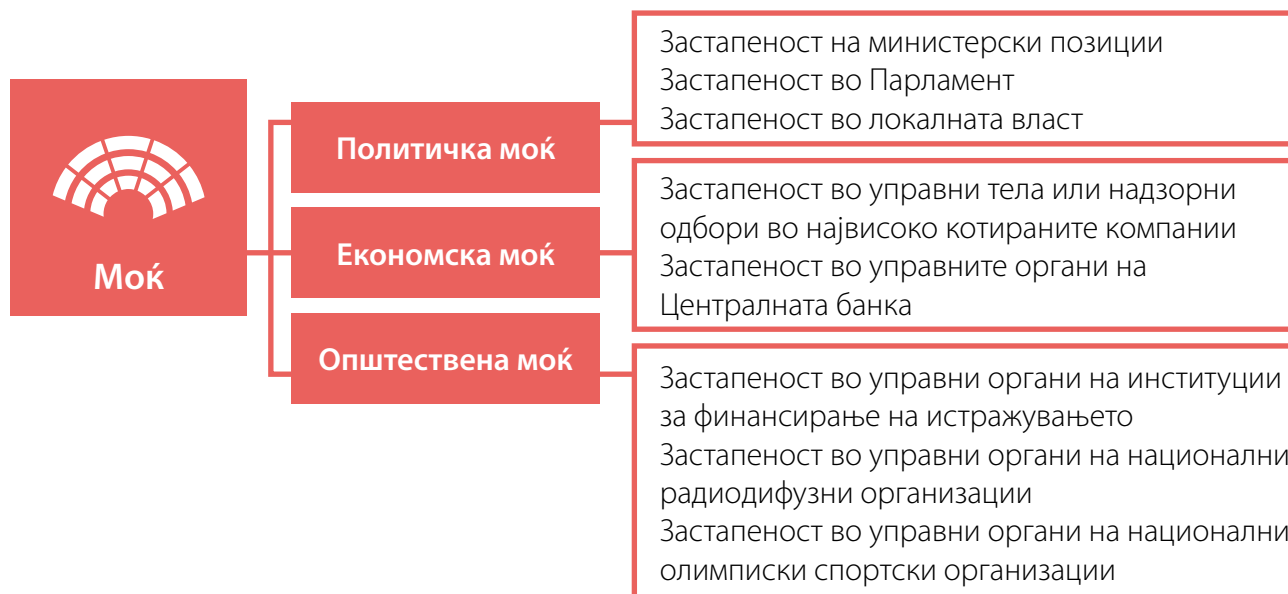 Моќ
Политичка моќ
Застапеност на министерски позиции
Застапеност во Парламент
Застапеност во локалната власт
Економска моќ
Застапеност во управни тела или надзорни
одбори во највисоко котираните компании
Застапеност во управните органи на
Централната банка
Општествена моќ
Застапеност во управни органи на институции
за финансирање на истражувањето
Застапеност во управни органи на национални
радиодифузни организации
Застапеност во управни органи на национални
олимписки спортски организации